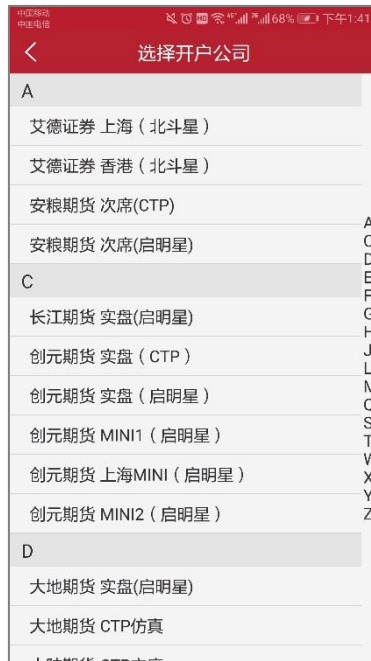 中国移动
中国电信
HD 4G 68% 下午1:41
选择开户公司
A
艾德证券 上海（北斗星）
艾德证券 香港（北斗星）
安粮期货 次席(CTP)
安粮期货 次席(启明星)
C
长江期货 实盘(启明星)
创元期货 实盘（CTP）
创元期货 实盘（启明星）
创元期货 MINI1（启明星）
创元期货 上海MINI（启明星）
创元期货 MINI2（启明星）
D
大地期货 实盘(启明星)
大地期货 CTP仿真
A
C
D
E
F
G
H
J
L
M
Q
S
T
W
X
Y
Z